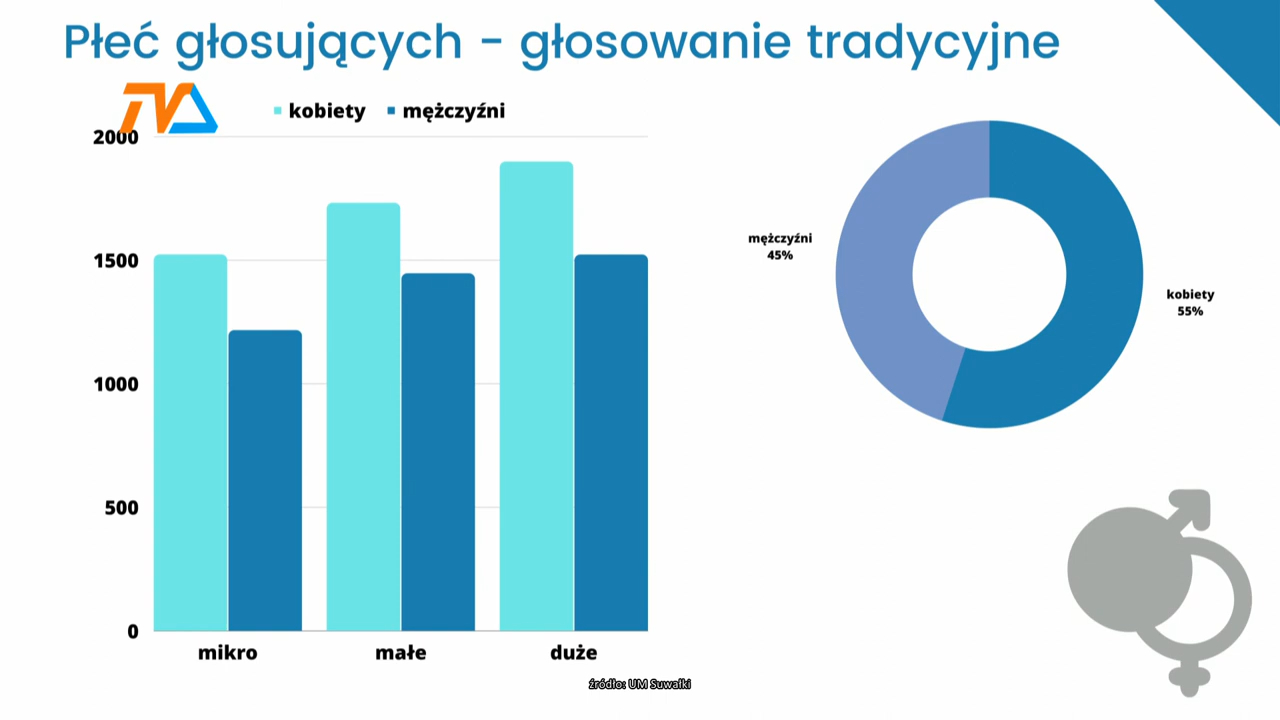 Płeć głosujących - głosowanie tradycyjne
TVA
kobiety mężczyźni
2000
1500
1000
500
0
mikro małe duże
mężczyźni
45%
kobiety
55%
źródło: UM Suwałki